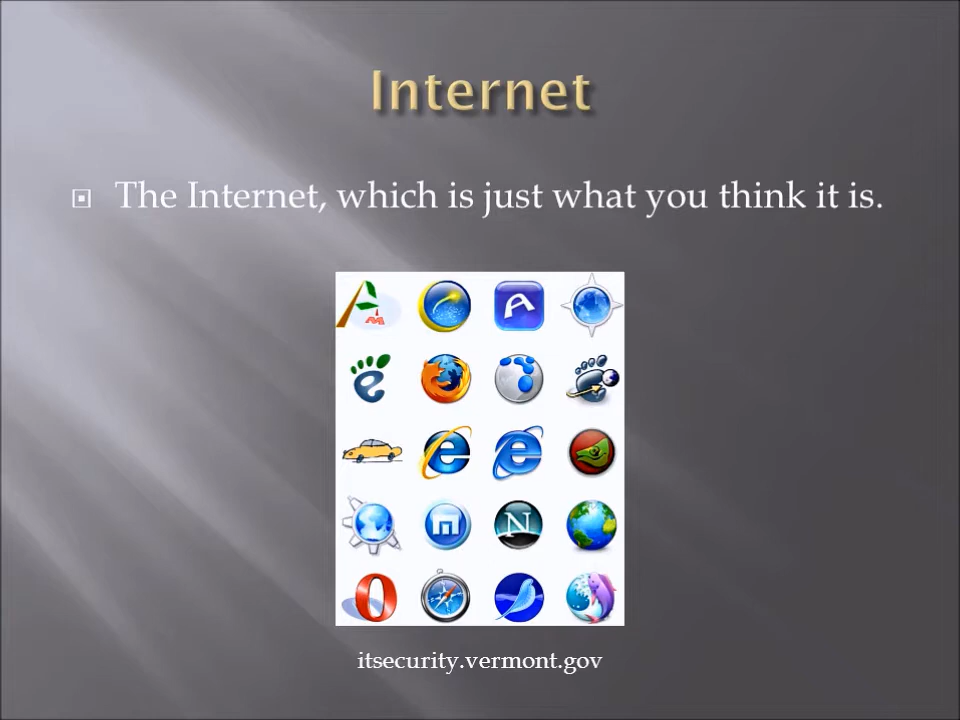 Internet
The Internet, which is just what you think it is.
A
M
A
e
e
e
m
N
O
itsecurity.vermont.gov